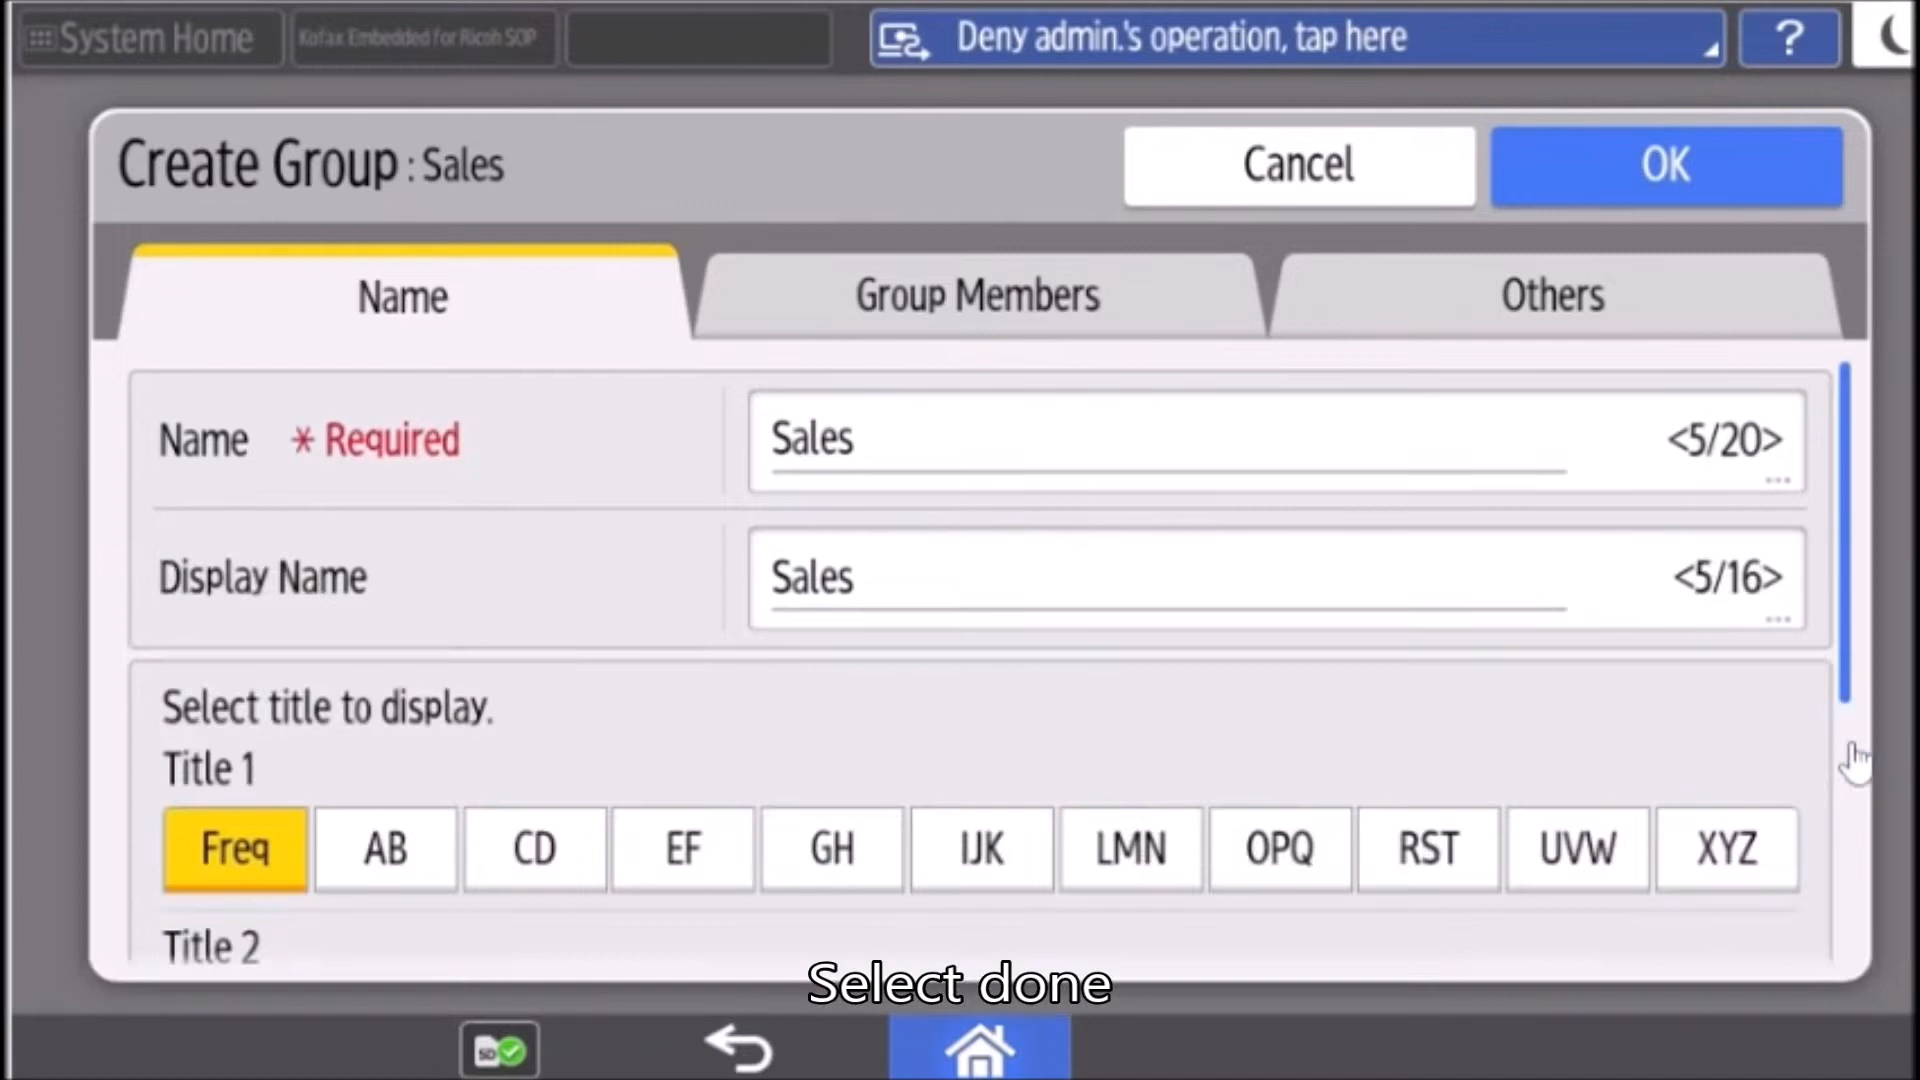 System Home
Kofax Embedded for Ricoh SOP
Deny admin.'s operation, tap here
?
Create Group : Sales
Cancel
OK
Name
Group Members
Others
Name * Required
Sales
<5/20>
...
Display Name
Sales
<5/16>
...
Select title to display.
Title 1
Freq
AB
CD
EF
GH
IJK
LMN
OPQ
RST
UVW
XYZ
Title 2
Select done
SD